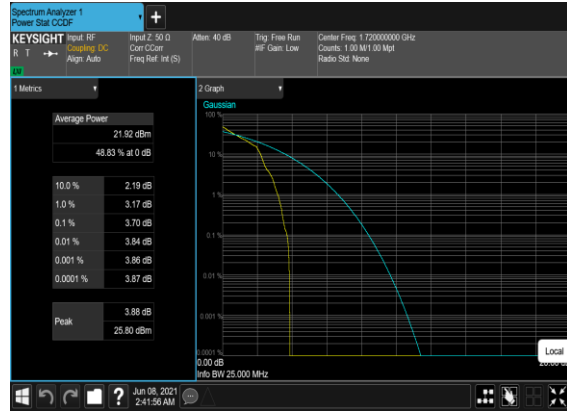 Spectrum Analyzer 1
Power Stat CCDF
KEYSIGHT
R T
LXI
Input: RF
Coupling: DC
Align: Auto
Input Z: 50 Ω
Corr CCorr
Freq Ref: Int (S)
Atten: 40 dB
Trig: Free Run
#IF Gain: Low
Center Freq: 1.720000000 GHz
Counts: 1.00 M/1.00 Mpt
Radio Std: None
1 Metrics
Average Power
21.92 dBm
48.83 % at 0 dB
10.0 % 2.19 dB
1.0 % 3.17 dB
0.1 % 3.70 dB
0.01 % 3.84 dB
0.001 % 3.86 dB
0.0001 % 3.87 dB
Peak
3.88 dB
25.80 dBm
2 Graph
Gaussian
100 %
10 %
1 %
0.1 %
0.01 %
0.001 %
0.0001 %
0.00 dB
Info BW 25.000 MHz
Local
?
Jun 08, 2021
2:41:56 AM